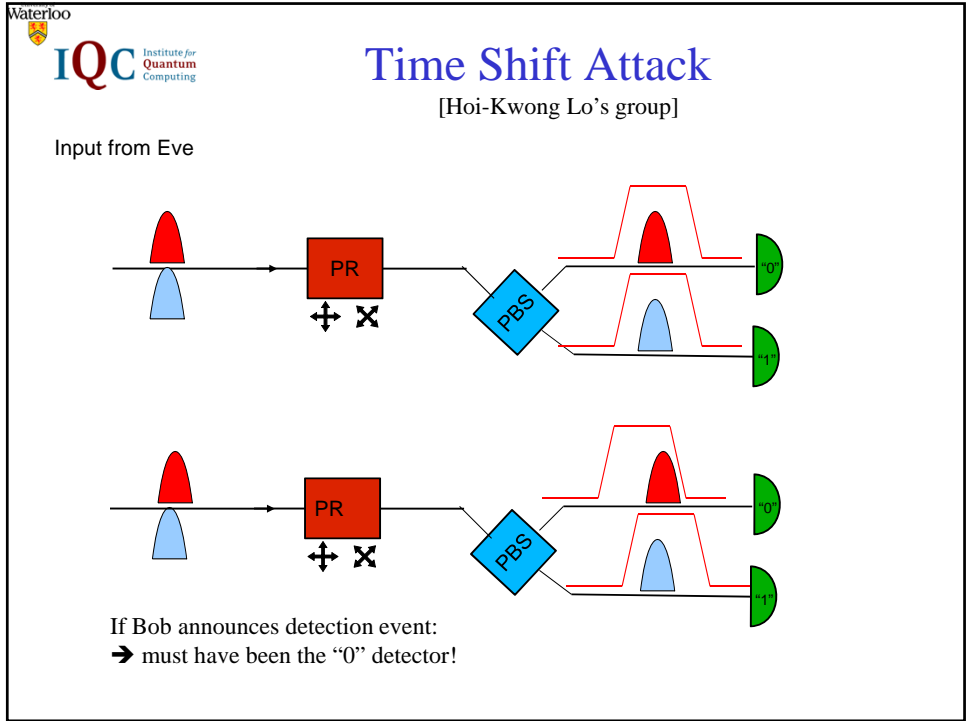 Waterloo
IQC Institute for
Quantum
Computing
Time Shift Attack
[Hoi-Kwong Lo's group]
Input from Eve
PR
PBS
“0”
“1”
PR
PBS
“0”
“1”
If Bob announces detection event:
➔ must have been the “0” detector!